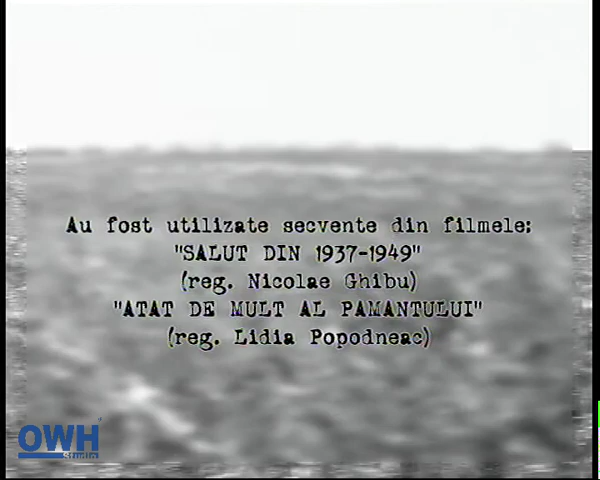 Au fost utilizate secvente din filmele:
"SALUT DIN 1937-1949"
(reg. Nicolae Ghibu)
"ATAT DE MULT AL PAMANTULUI"
(reg. Lidia Popodneac)
OWH
Studio